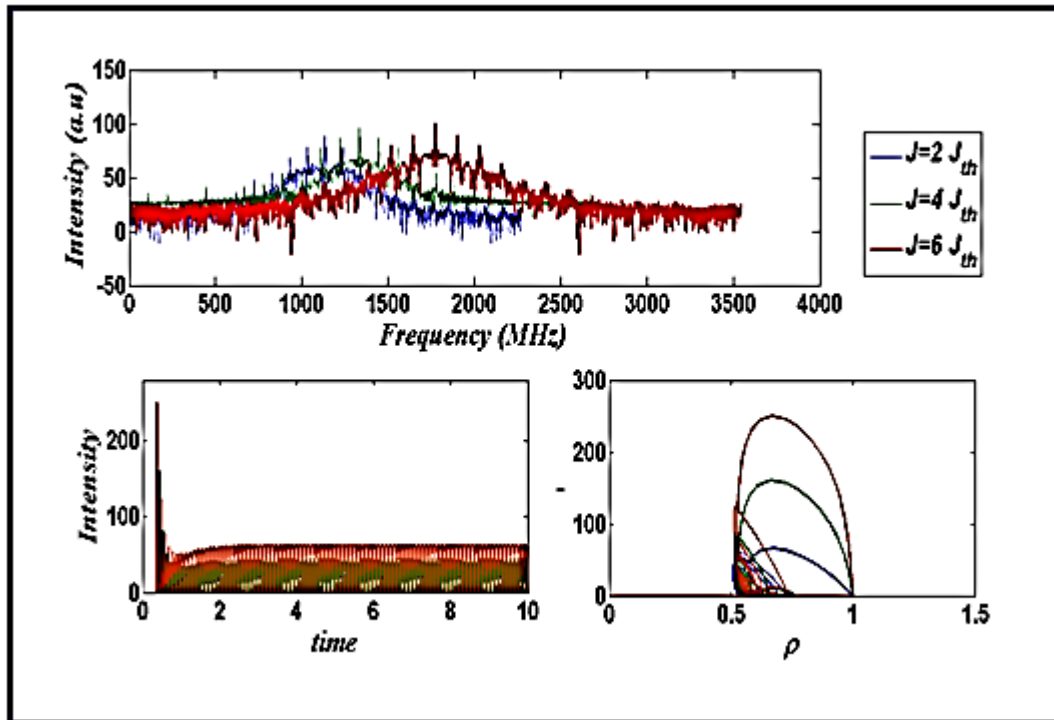 150
100
50
0
-50
0 500 1000 1500 2000 2500 3000 3500 4000
Intensity (a.u)
Frequency (MHz)
J=2 J_th
J=4 J_th
J=6 J_th
200
100
0
0 2 4 6 8 10
Intensity
time
300
200
100
0
0 0.5 1 1.5
ρ